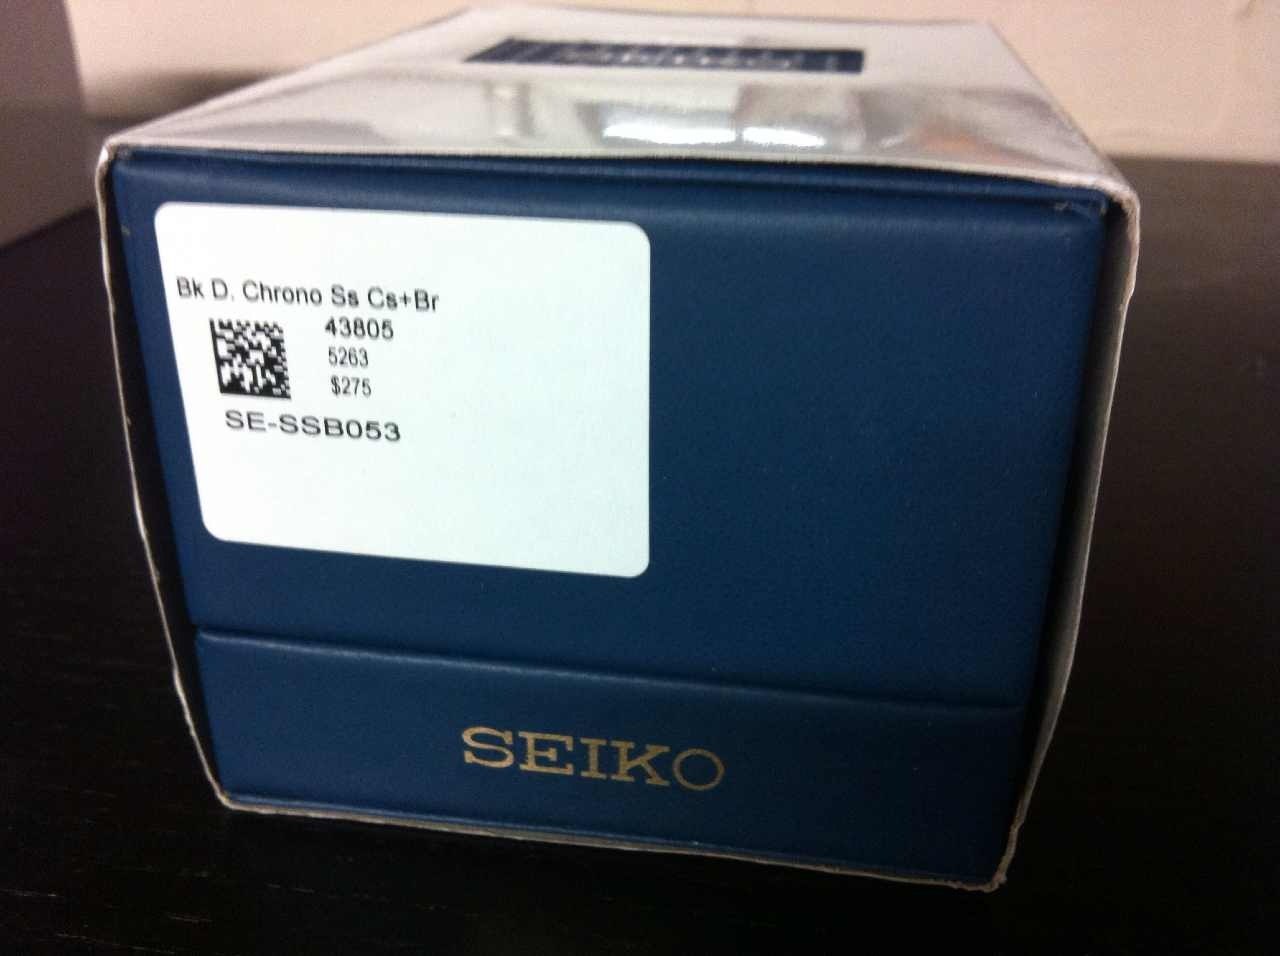 Bk D. Chrono Ss Cs+Br
43805
5263
$275
SE-SSB053
SEIKO